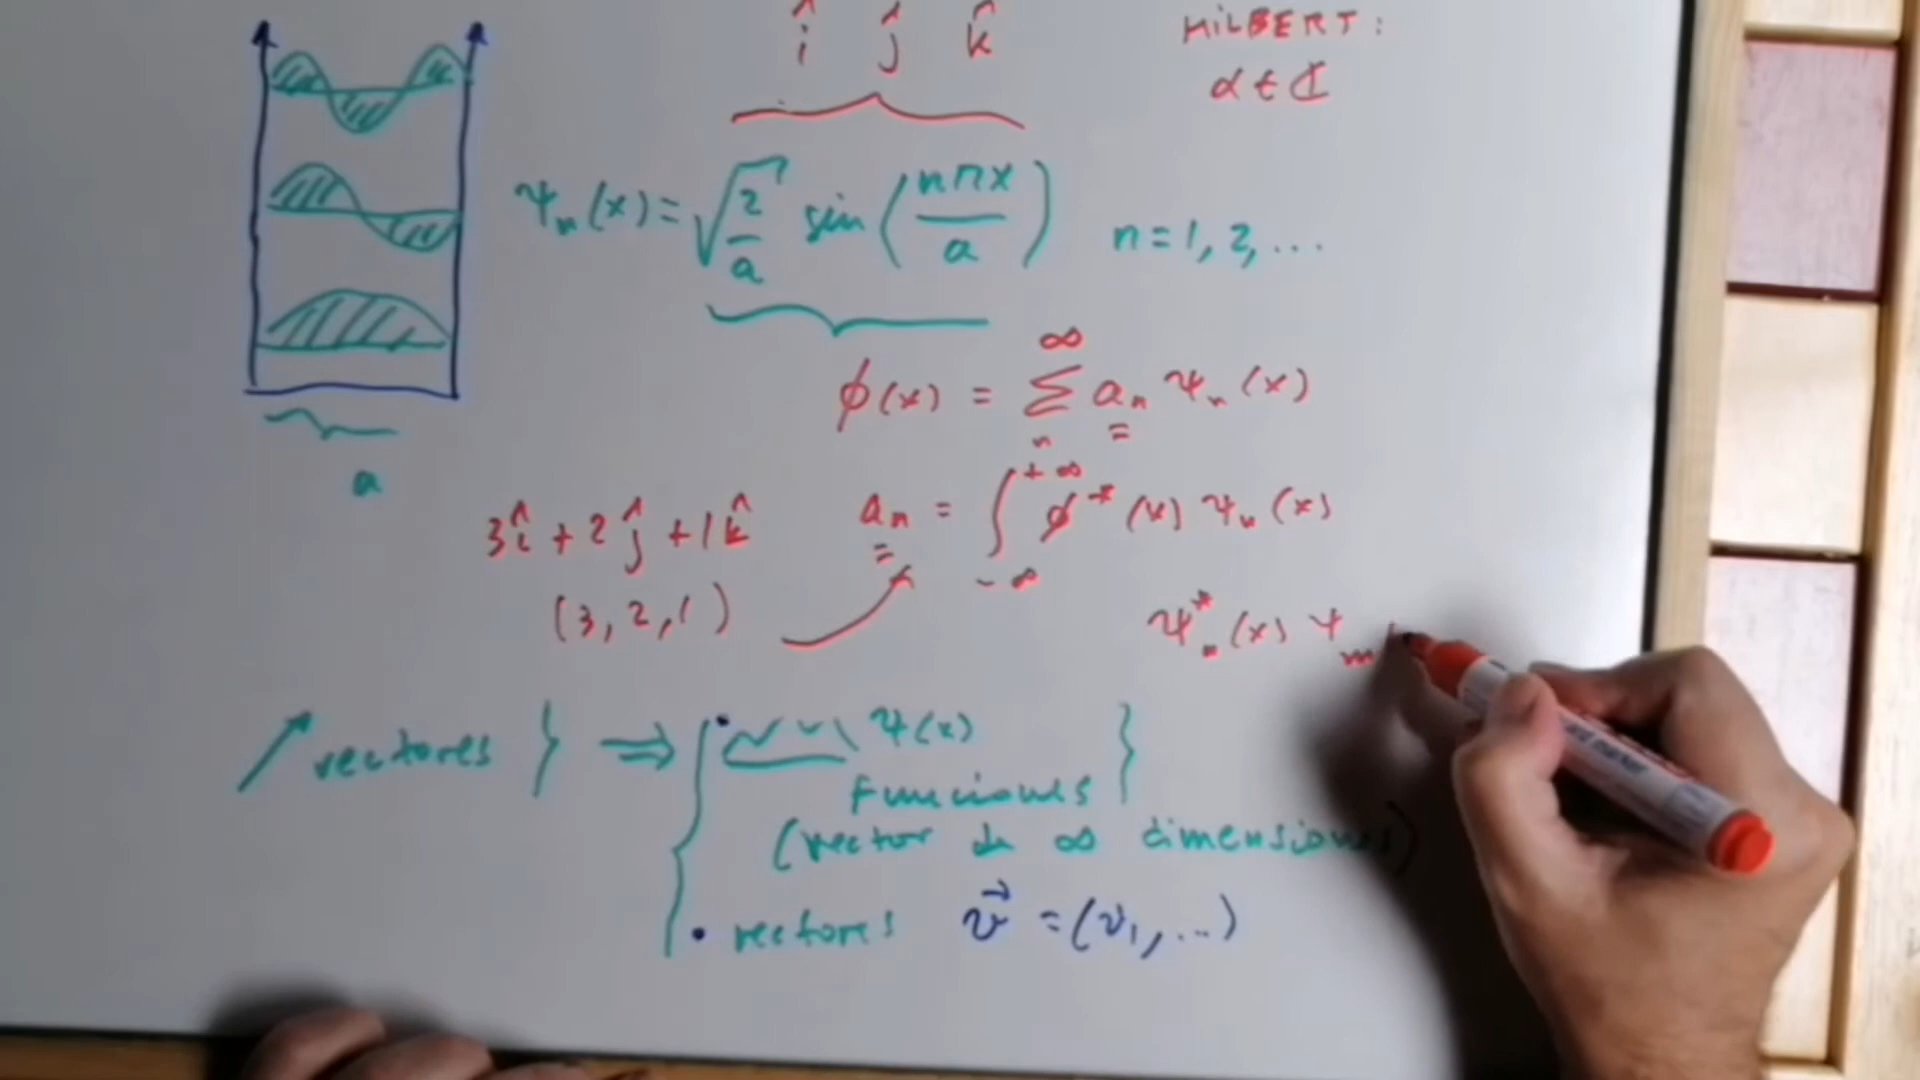 î ĵ k̂
HILBERT:
α ∈ ℂ
ψₙ(x) = √(2/a) sin(nπx/a) n = 1, 2, ...
ϕ(x) = ∑ₙ^∞ aₙ ψₙ(x)
a
3î + 2ĵ + 1k̂
(3, 2, 1)
aₙ = ∫₋∞^+∞ ϕ*(x) ψₙ(x)
ψ*ₙ(x) ψₘ(
vectores } ⇒ { • ψ(x) }
Funciones
(vector de ∞ dimensiones)
• vectores v⃗ = (v₁, ...)